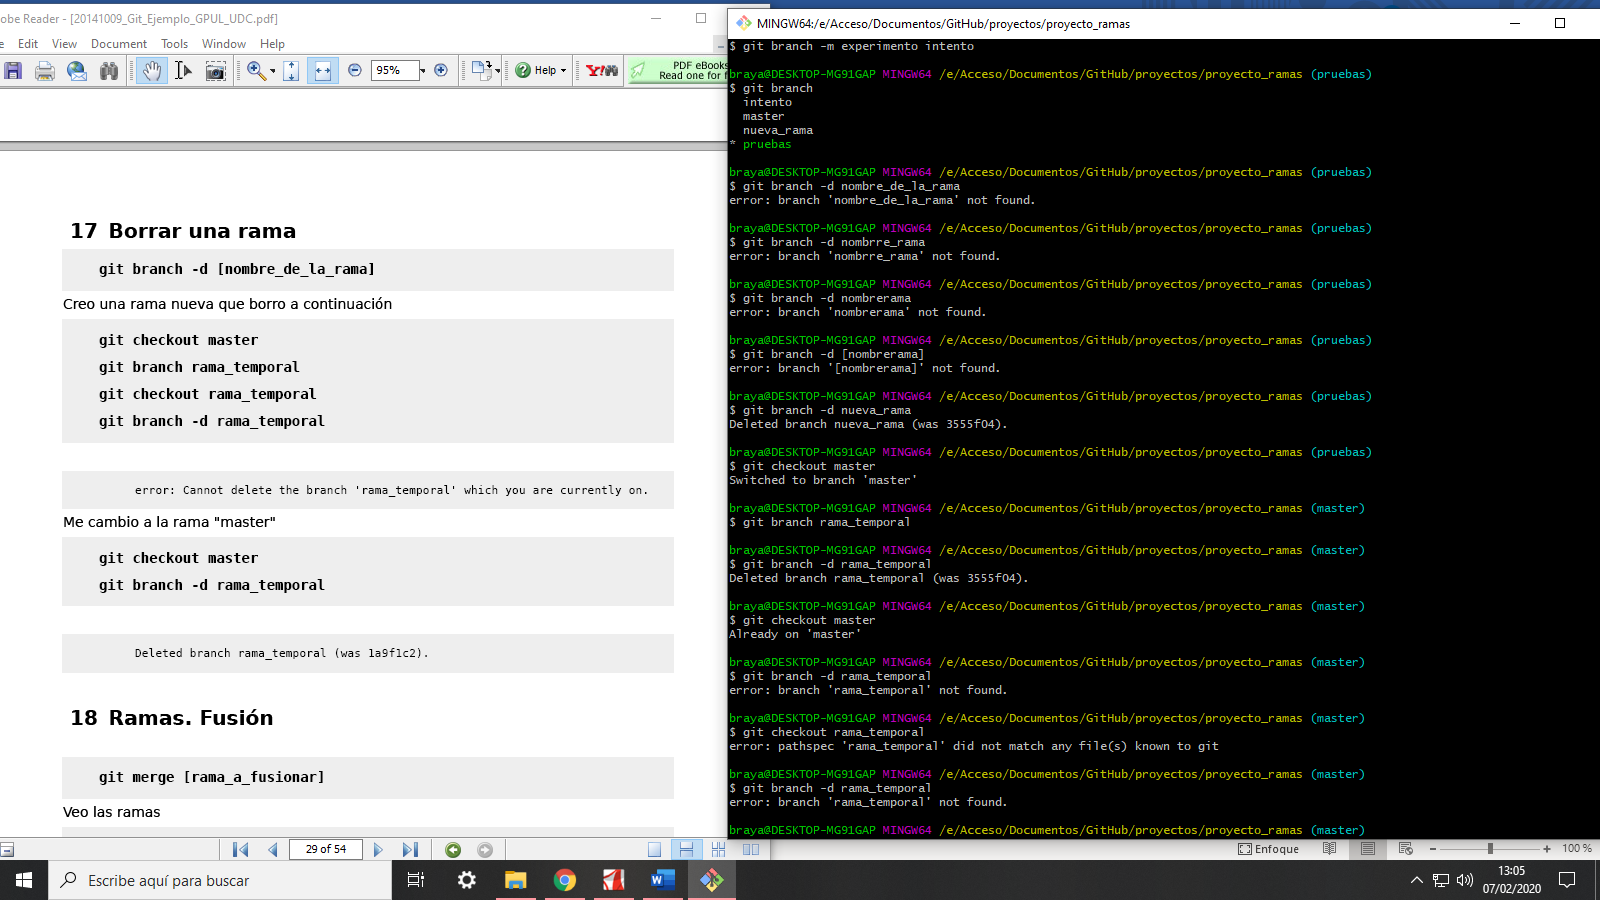 obe Reader - [20141009_Git_Ejemplo_GPUL_UDC.pdf]
e Edit View Document Tools Window Help
95%
Help
Y!
PDF eBooks
Read one for f
17 Borrar una rama
git branch -d [nombre_de_la_rama]
Creo una rama nueva que borro a continuación
git checkout master
git branch rama_temporal
git checkout rama_temporal
git branch -d rama_temporal
error: Cannot delete the branch 'rama_temporal' which you are currently on.
Me cambio a la rama "master"
git checkout master
git branch -d rama_temporal
Deleted branch rama_temporal (was 1a9f1c2).
18 Ramas. Fusión
git merge [rama_a_fusionar]
Veo las ramas
29 of 54
MINGW64:/e/Acceso/Documentos/GitHub/proyectos/proyecto_ramas
$ git branch -m experimento intento
braya@DESKTOP-MG91GAP MINGW64 /e/Acceso/Documentos/GitHub/proyectos/proyecto_ramas (pruebas)
$ git branch
intento
master
nueva_rama
* pruebas
braya@DESKTOP-MG91GAP MINGW64 /e/Acceso/Documentos/GitHub/proyectos/proyecto_ramas (pruebas)
$ git branch -d nombre_de_la_rama
error: branch 'nombre_de_la_rama' not found.
braya@DESKTOP-MG91GAP MINGW64 /e/Acceso/Documentos/GitHub/proyectos/proyecto_ramas (pruebas)
$ git branch -d nombrre_rama
error: branch 'nombrre_rama' not found.
braya@DESKTOP-MG91GAP MINGW64 /e/Acceso/Documentos/GitHub/proyectos/proyecto_ramas (pruebas)
$ git branch -d nombrerama
error: branch 'nombrerama' not found.
braya@DESKTOP-MG91GAP MINGW64 /e/Acceso/Documentos/GitHub/proyectos/proyecto_ramas (pruebas)
$ git branch -d [nombrerama]
error: branch '[nombrerama]' not found.
braya@DESKTOP-MG91GAP MINGW64 /e/Acceso/Documentos/GitHub/proyectos/proyecto_ramas (pruebas)
$ git branch -d nueva_rama
Deleted branch nueva_rama (was 3555f04).
braya@DESKTOP-MG91GAP MINGW64 /e/Acceso/Documentos/GitHub/proyectos/proyecto_ramas (pruebas)
$ git checkout master
Switched to branch 'master'
braya@DESKTOP-MG91GAP MINGW64 /e/Acceso/Documentos/GitHub/proyectos/proyecto_ramas (master)
$ git branch rama_temporal
braya@DESKTOP-MG91GAP MINGW64 /e/Acceso/Documentos/GitHub/proyectos/proyecto_ramas (master)
$ git branch -d rama_temporal
Deleted branch rama_temporal (was 3555f04).
braya@DESKTOP-MG91GAP MINGW64 /e/Acceso/Documentos/GitHub/proyectos/proyecto_ramas (master)
$ git checkout master
Already on 'master'
braya@DESKTOP-MG91GAP MINGW64 /e/Acceso/Documentos/GitHub/proyectos/proyecto_ramas (master)
$ git branch -d rama_temporal
error: branch 'rama_temporal' not found.
braya@DESKTOP-MG91GAP MINGW64 /e/Acceso/Documentos/GitHub/proyectos/proyecto_ramas (master)
$ git checkout rama_temporal
error: pathspec 'rama_temporal' did not match any file(s) known to git
braya@DESKTOP-MG91GAP MINGW64 /e/Acceso/Documentos/GitHub/proyectos/proyecto_ramas (master)
$ git branch -d rama_temporal
error: branch 'rama_temporal' not found.
braya@DESKTOP-MG91GAP MINGW64 /e/Acceso/Documentos/GitHub/proyectos/proyecto_ramas (master)
Enfoque
100 %
Escribe aquí para buscar
13:05
07/02/2020